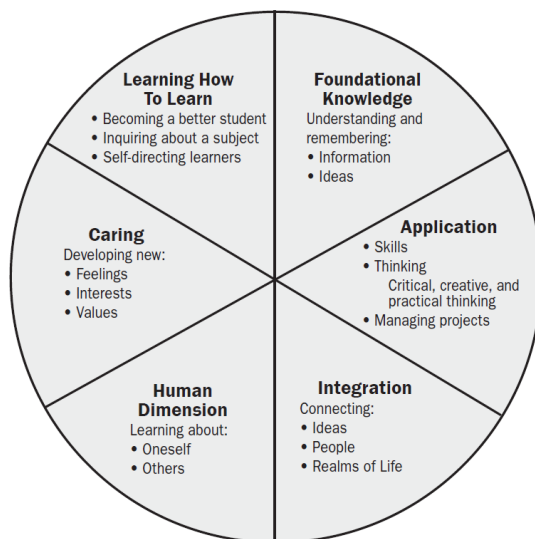 Learning How
To Learn
• Becoming a better student
• Inquiring about a subject
• Self-directing learners
Foundational
Knowledge
Understanding and
remembering:
• Information
• Ideas
Application
• Skills
• Thinking
Critical, creative, and
practical thinking
• Managing projects
Integration
Connecting:
• Ideas
• People
• Realms of Life
Human
Dimension
Learning about:
• Oneself
• Others
Caring
Developing new:
• Feelings
• Interests
• Values